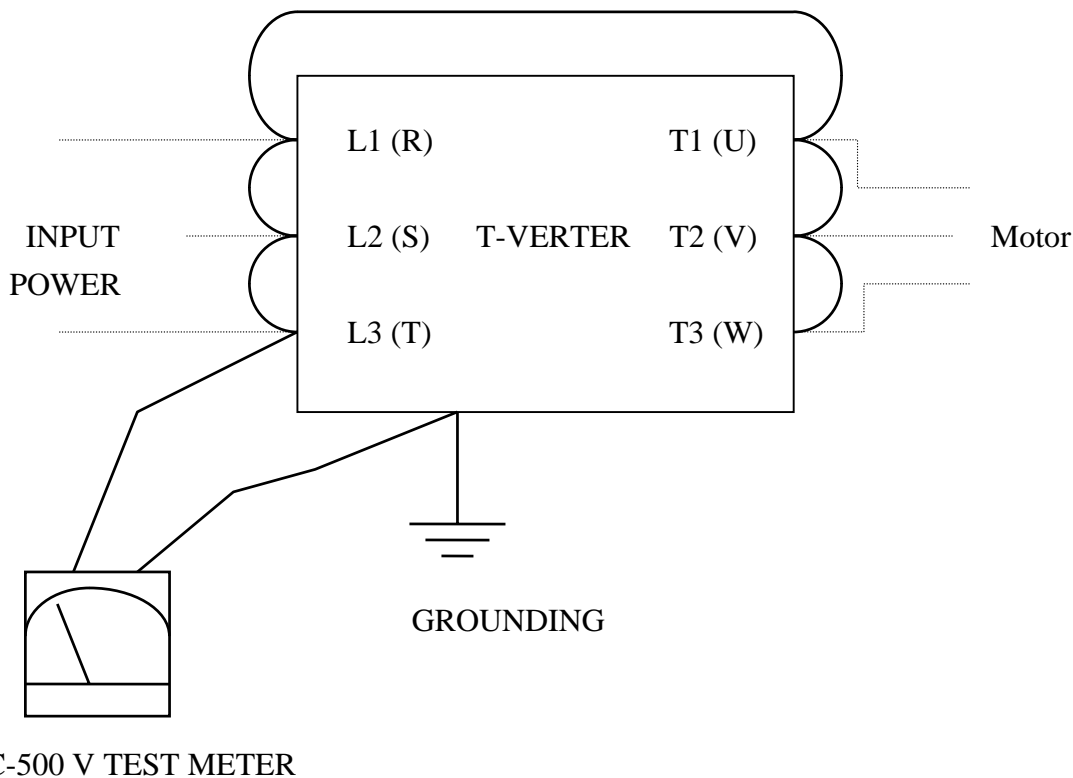 L1 (R) T1 (U)
INPUT L2 (S) T-VERTER T2 (V) Motor
POWER
L3 (T) T3 (W)
GROUNDING
-500 V TEST METER